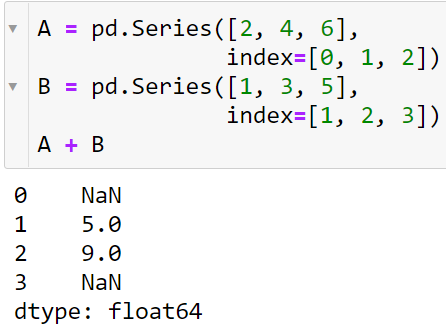 A = pd.Series([2, 4, 6],
              index=[0, 1, 2])
B = pd.Series([1, 3, 5],
              index=[1, 2, 3])
A + B
0    NaN
1    5.0
2    9.0
3    NaN
dtype: float64